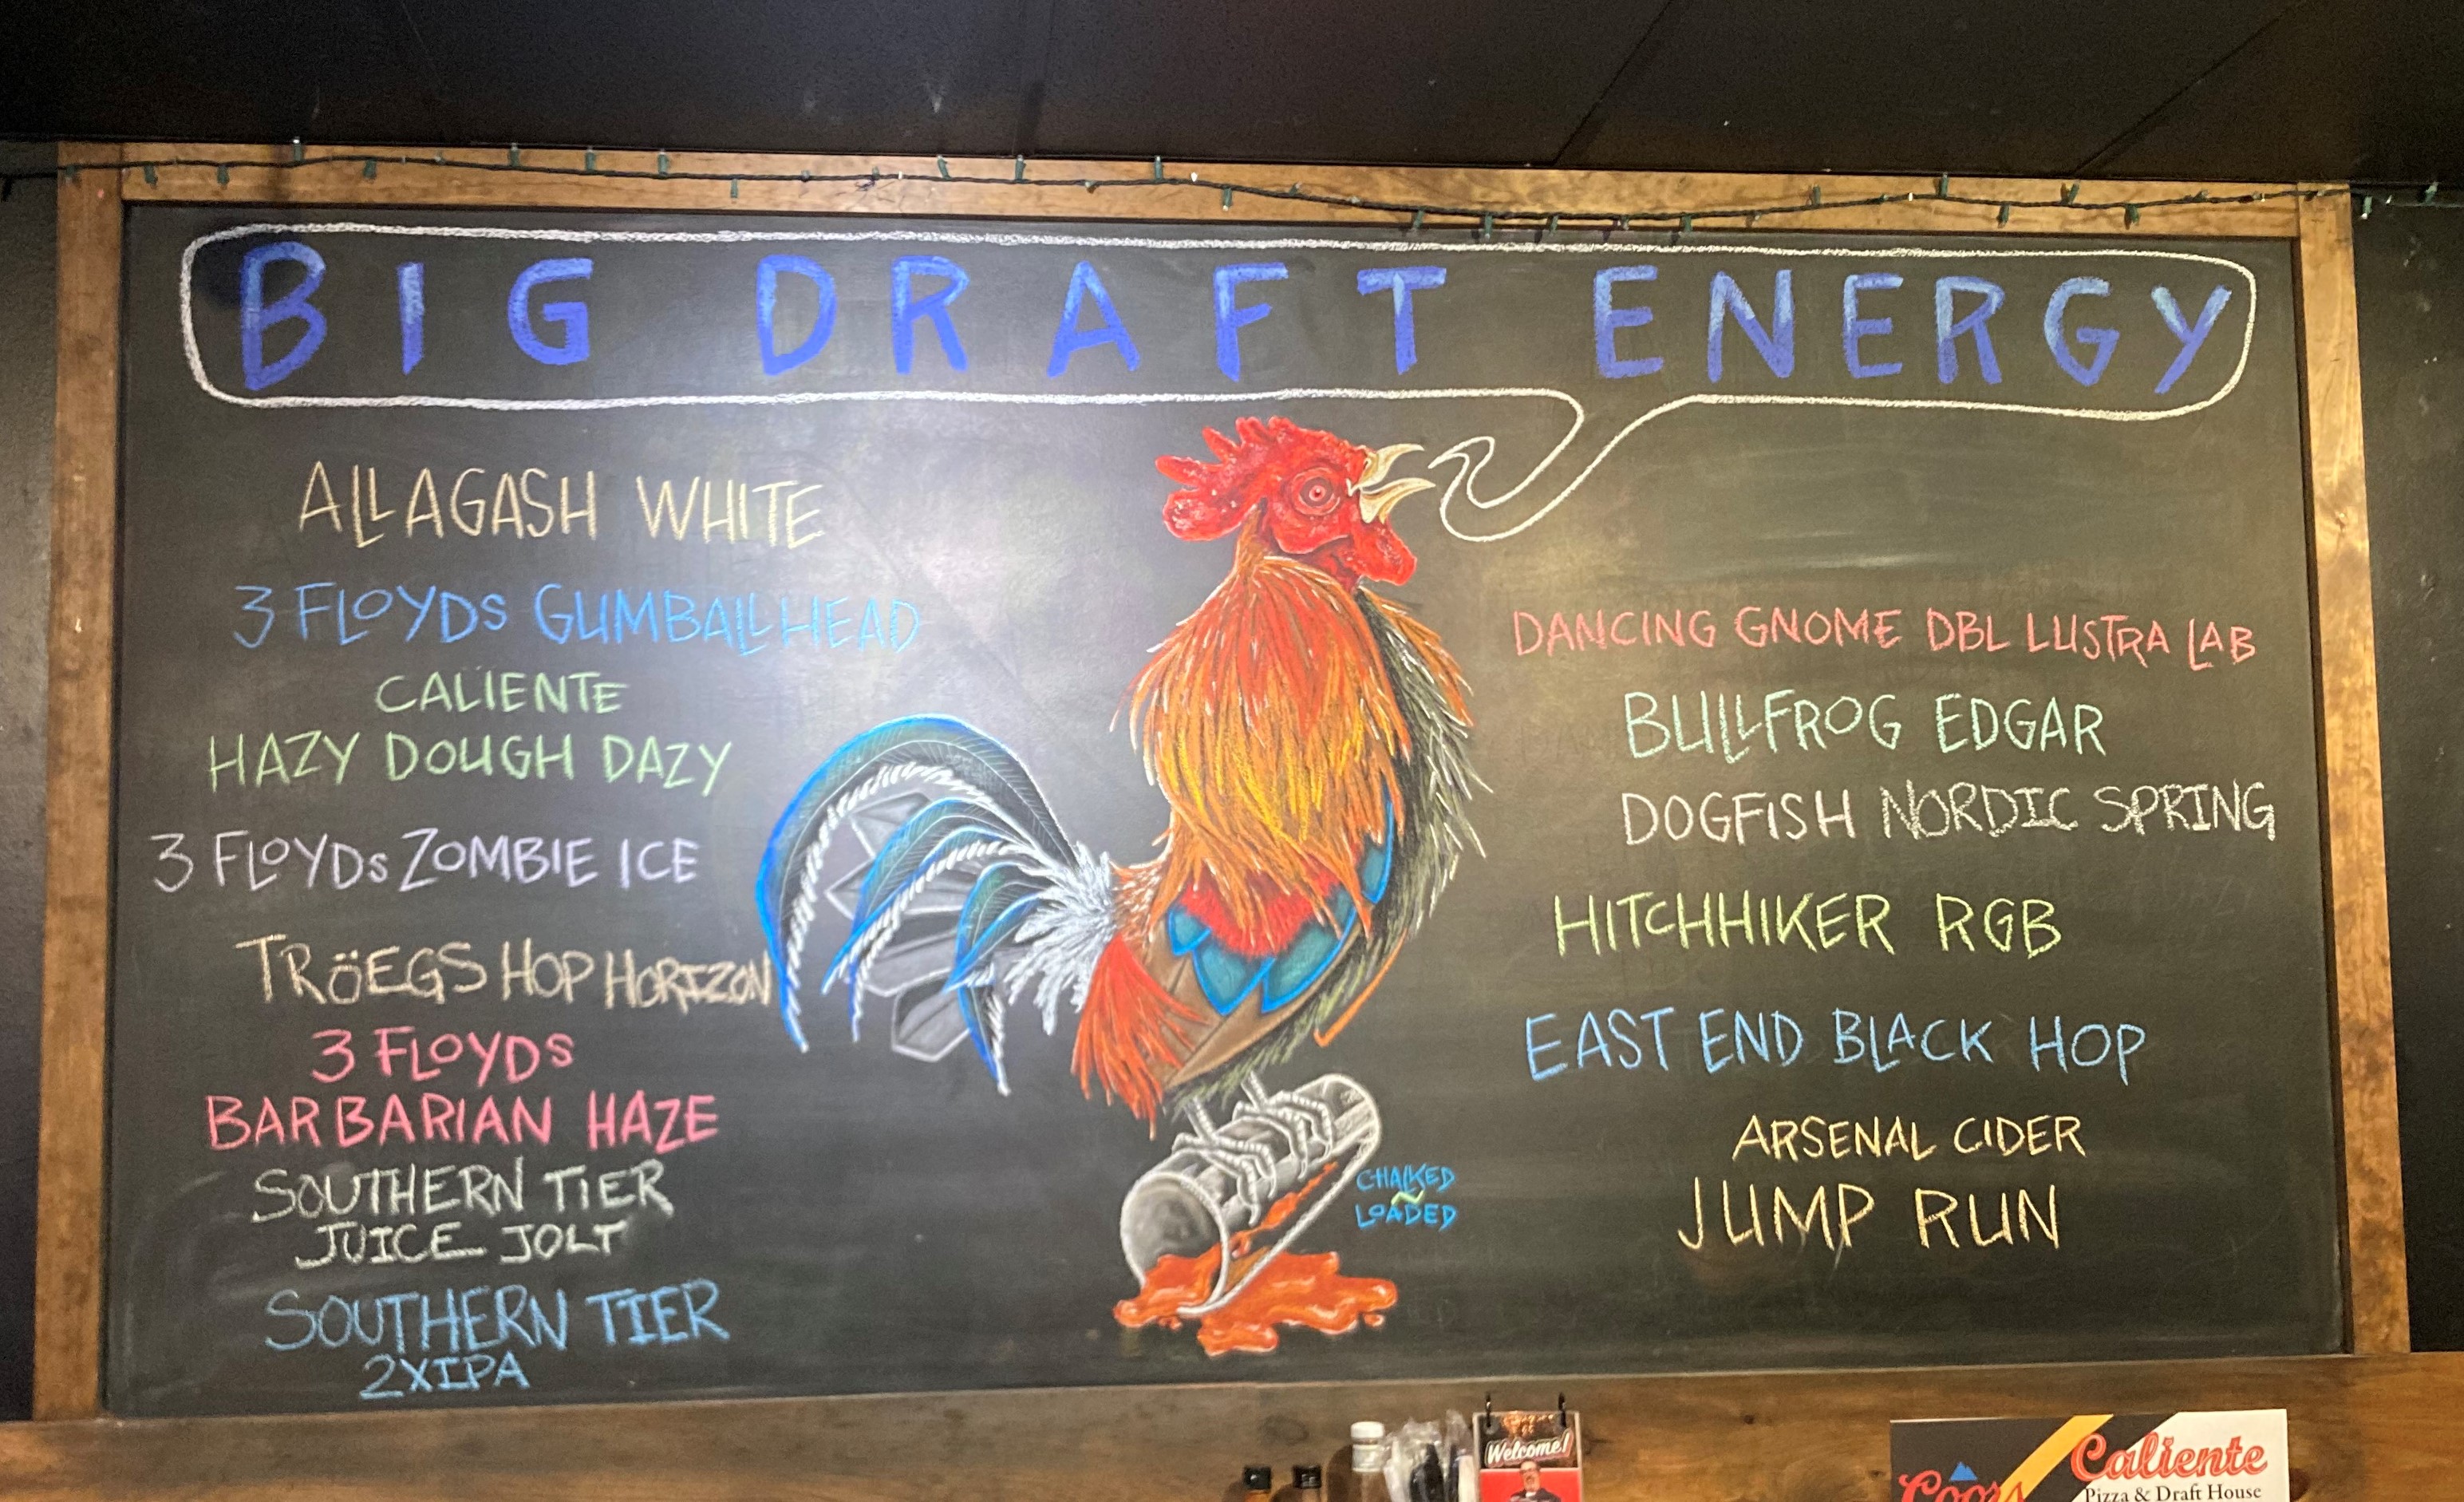 BIG DRAFT ENERGY
ALLAGASH WHITE
3 FLOYDS GUMBALLHEAD
CALIENTE
HAZY DOUGH DAZY
3 FLOYDS ZOMBIE ICE
TRÖEGS HOP HORIZON
3 FLOYDS
BARBARIAN HAZE
SOUTHERN TIER
JUICE JOLT
SOUTHERN TIER
2XIPA
DANCING GNOME DBL LUSTRA LAB
BULLFROG EDGAR
DOGFISH NORDIC SPRING
HITCHHIKER RGB
EAST END BLACK HOP
ARSENAL CIDER
JUMP RUN
CHALKED
~
LOADED
Welcome!
Coors
Caliente
Pizza & Draft House